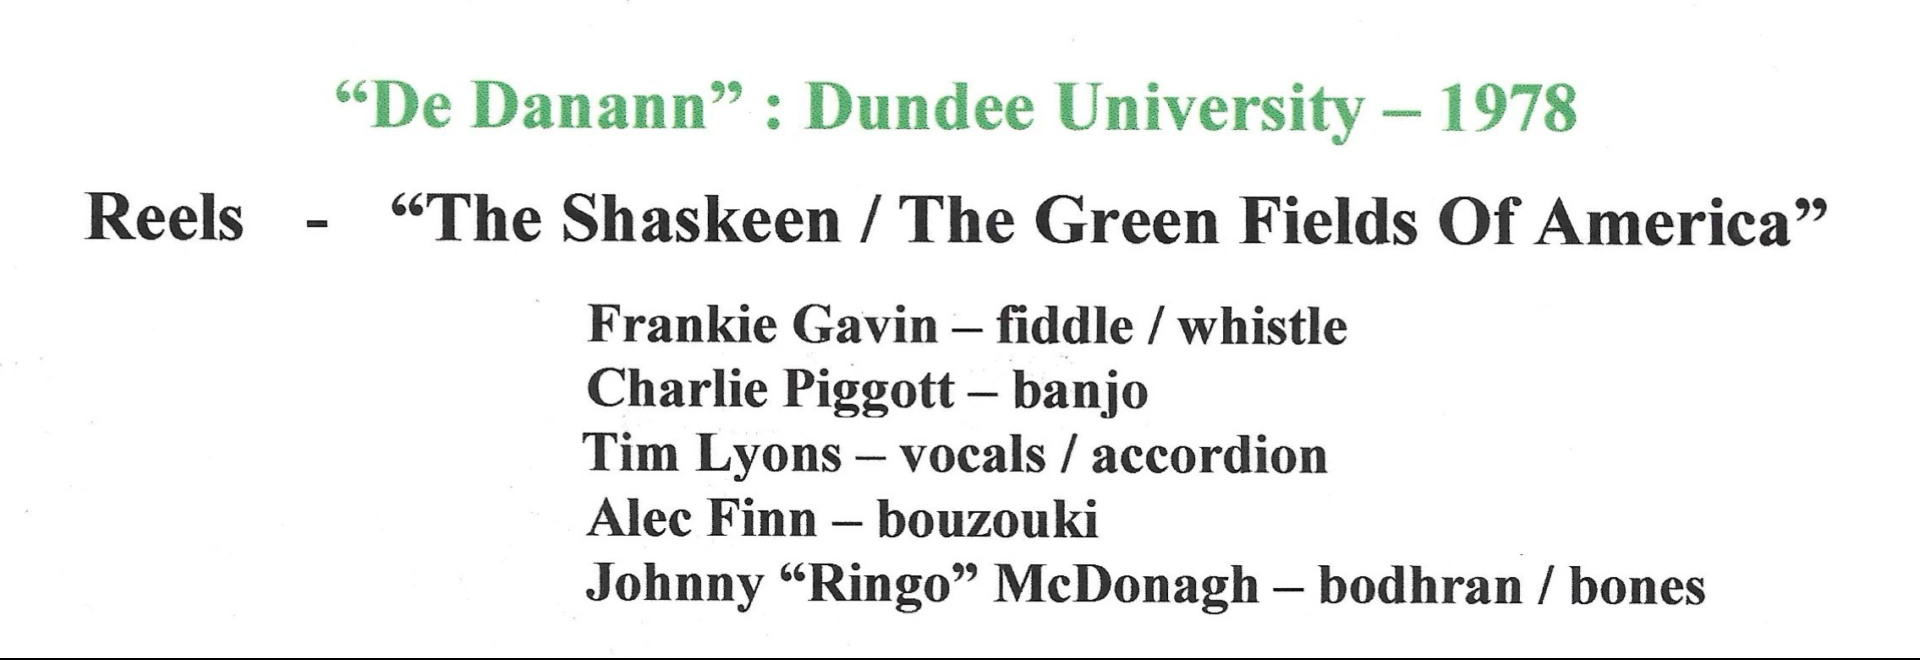 “De Danann” : Dundee University – 1978
Reels - “The Shaskeen / The Green Fields Of America”
Frankie Gavin – fiddle / whistle
Charlie Piggott – banjo
Tim Lyons – vocals / accordion
Alec Finn – bouzouki
Johnny “Ringo” McDonagh – bodhran / bones